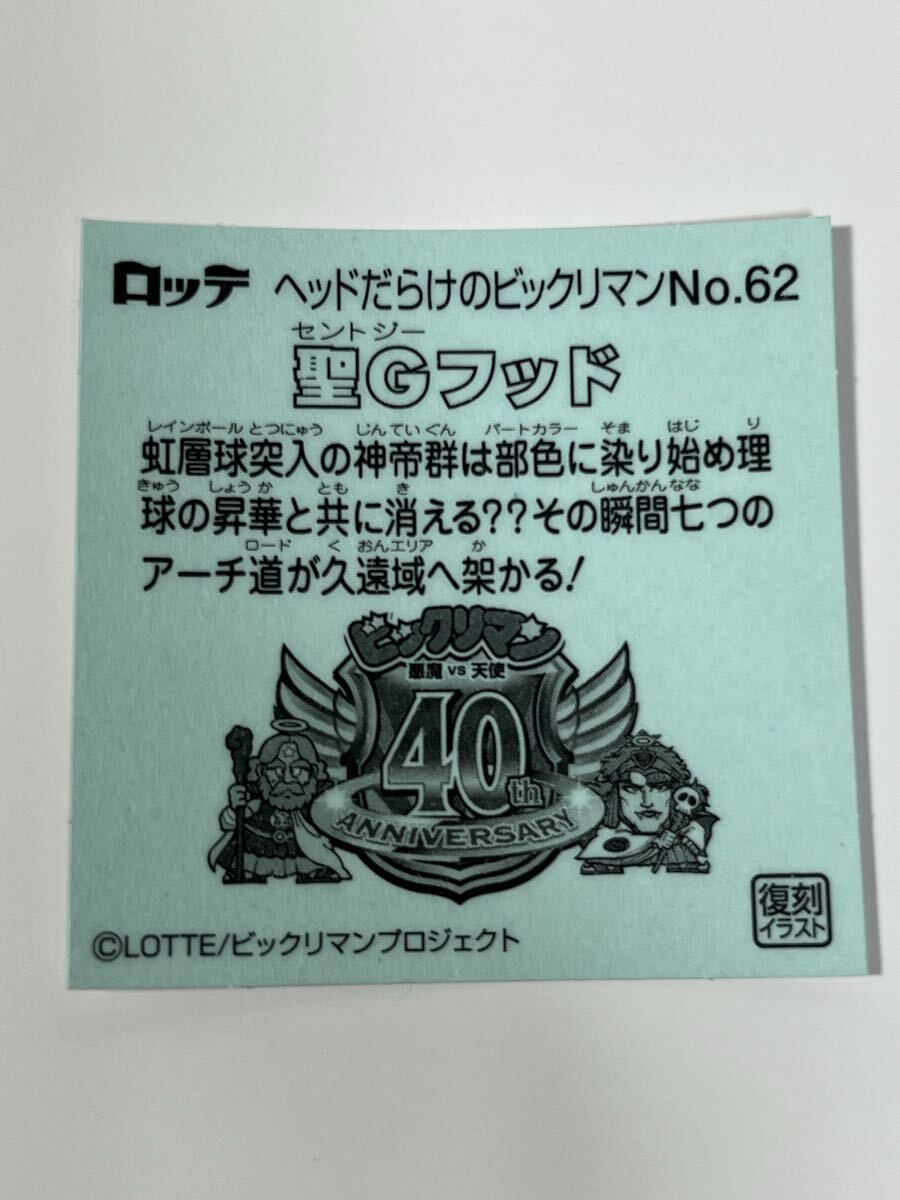 ロッテ ヘッドだらけのビックリマンNo.62
セントジー
聖Gフッド
レインボール とつにゅう じんていぐん パートカラー そま はじ り
虹層球突入の神帝群は部色に染り始め理
きゅう しょうか とも き しゅんかんなな
球の昇華と共に消える??その瞬間七つの
ロード く おんエリア か
アーチ道が久遠域へ架かる!
ビックリマン
悪魔 VS 天使
40th
ANNIVERSARY
復刻
イラスト
©LOTTE/ビックリマンプロジェクト